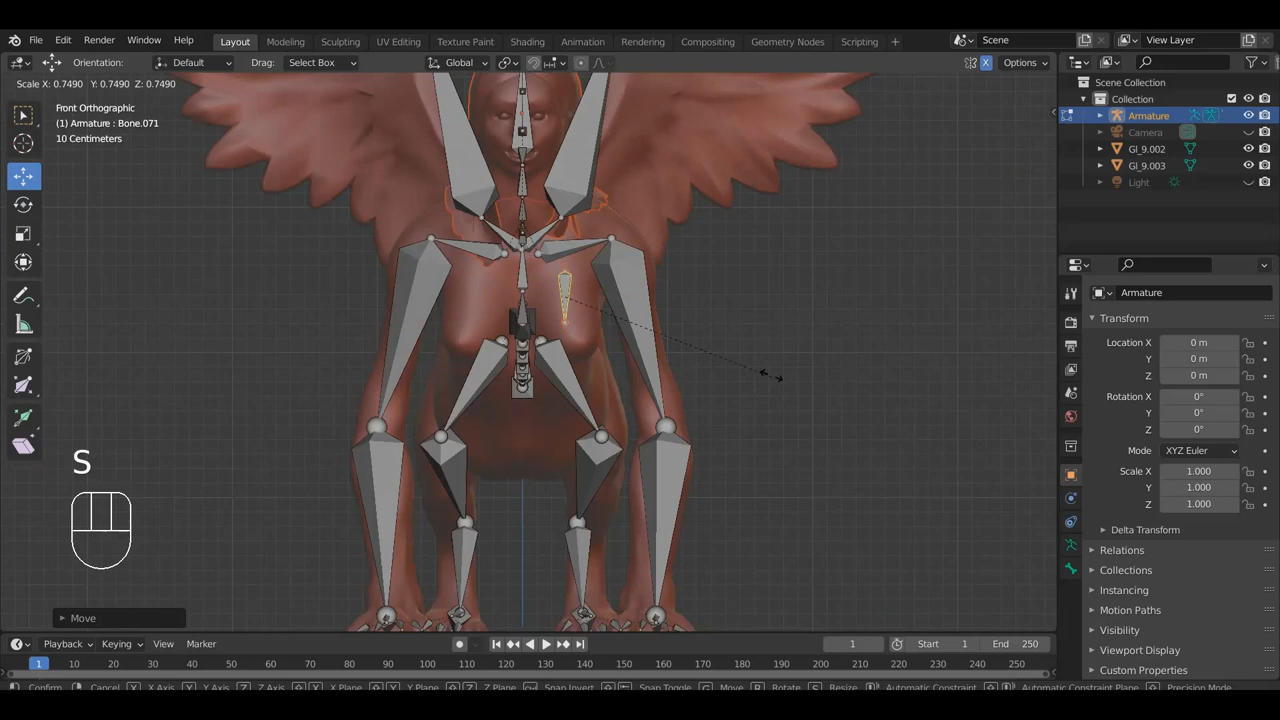 File Edit Render Window Help Layout Modeling Sculpting UV Editing Texture Paint Shading Animation Rendering Compositing Geometry Nodes Scripting + Scene View Layer
Orientation: Default Drag: Select Box Global X Options
Scale X: 0.7490 Y: 0.7490 Z: 0.7490
Front Orthographic
(1) Armature : Bone.071
10 Centimeters
Scene Collection
Collection
Armature
Camera
GI_9.002
GI_9.003
Light
Armature
Armature
Transform
Location X 0 m
Y 0 m
Z 0 m
Rotation X 0°
Y 0°
Z 0°
Mode XYZ Euler
Scale X 1.000
Y 1.000
Z 1.000
Delta Transform
Relations
Collections
Instancing
Motion Paths
Visibility
Viewport Display
Custom Properties
S
Move
Playback Keying View Marker 1 Start 1 End 250
1 10 20 30 40 50 60 70 80 90 100 110 120 130 140 150 160 170 180 190 200 210 220 230 240 250
Confirm Cancel X X Axis Y Y Axis Z Z Axis X Plane Y Plane Z Plane Snap Invert Snap Toggle G Move R Rotate S Resize Automatic Constraint Automatic Constraint Plane Precision Mode